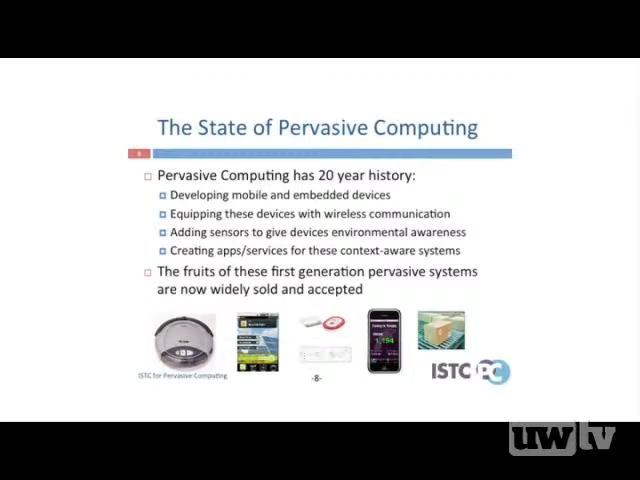 The State of Pervasive Computing
8
Pervasive Computing has 20 year history:
Developing mobile and embedded devices
Equipping these devices with wireless communication
Adding sensors to give devices environmental awareness
Creating apps/services for these context-aware systems
The fruits of these first generation pervasive systems
are now widely sold and accepted
1,194
ISTC for Pervasive Computing
-8-
ISTC PC
uwtv